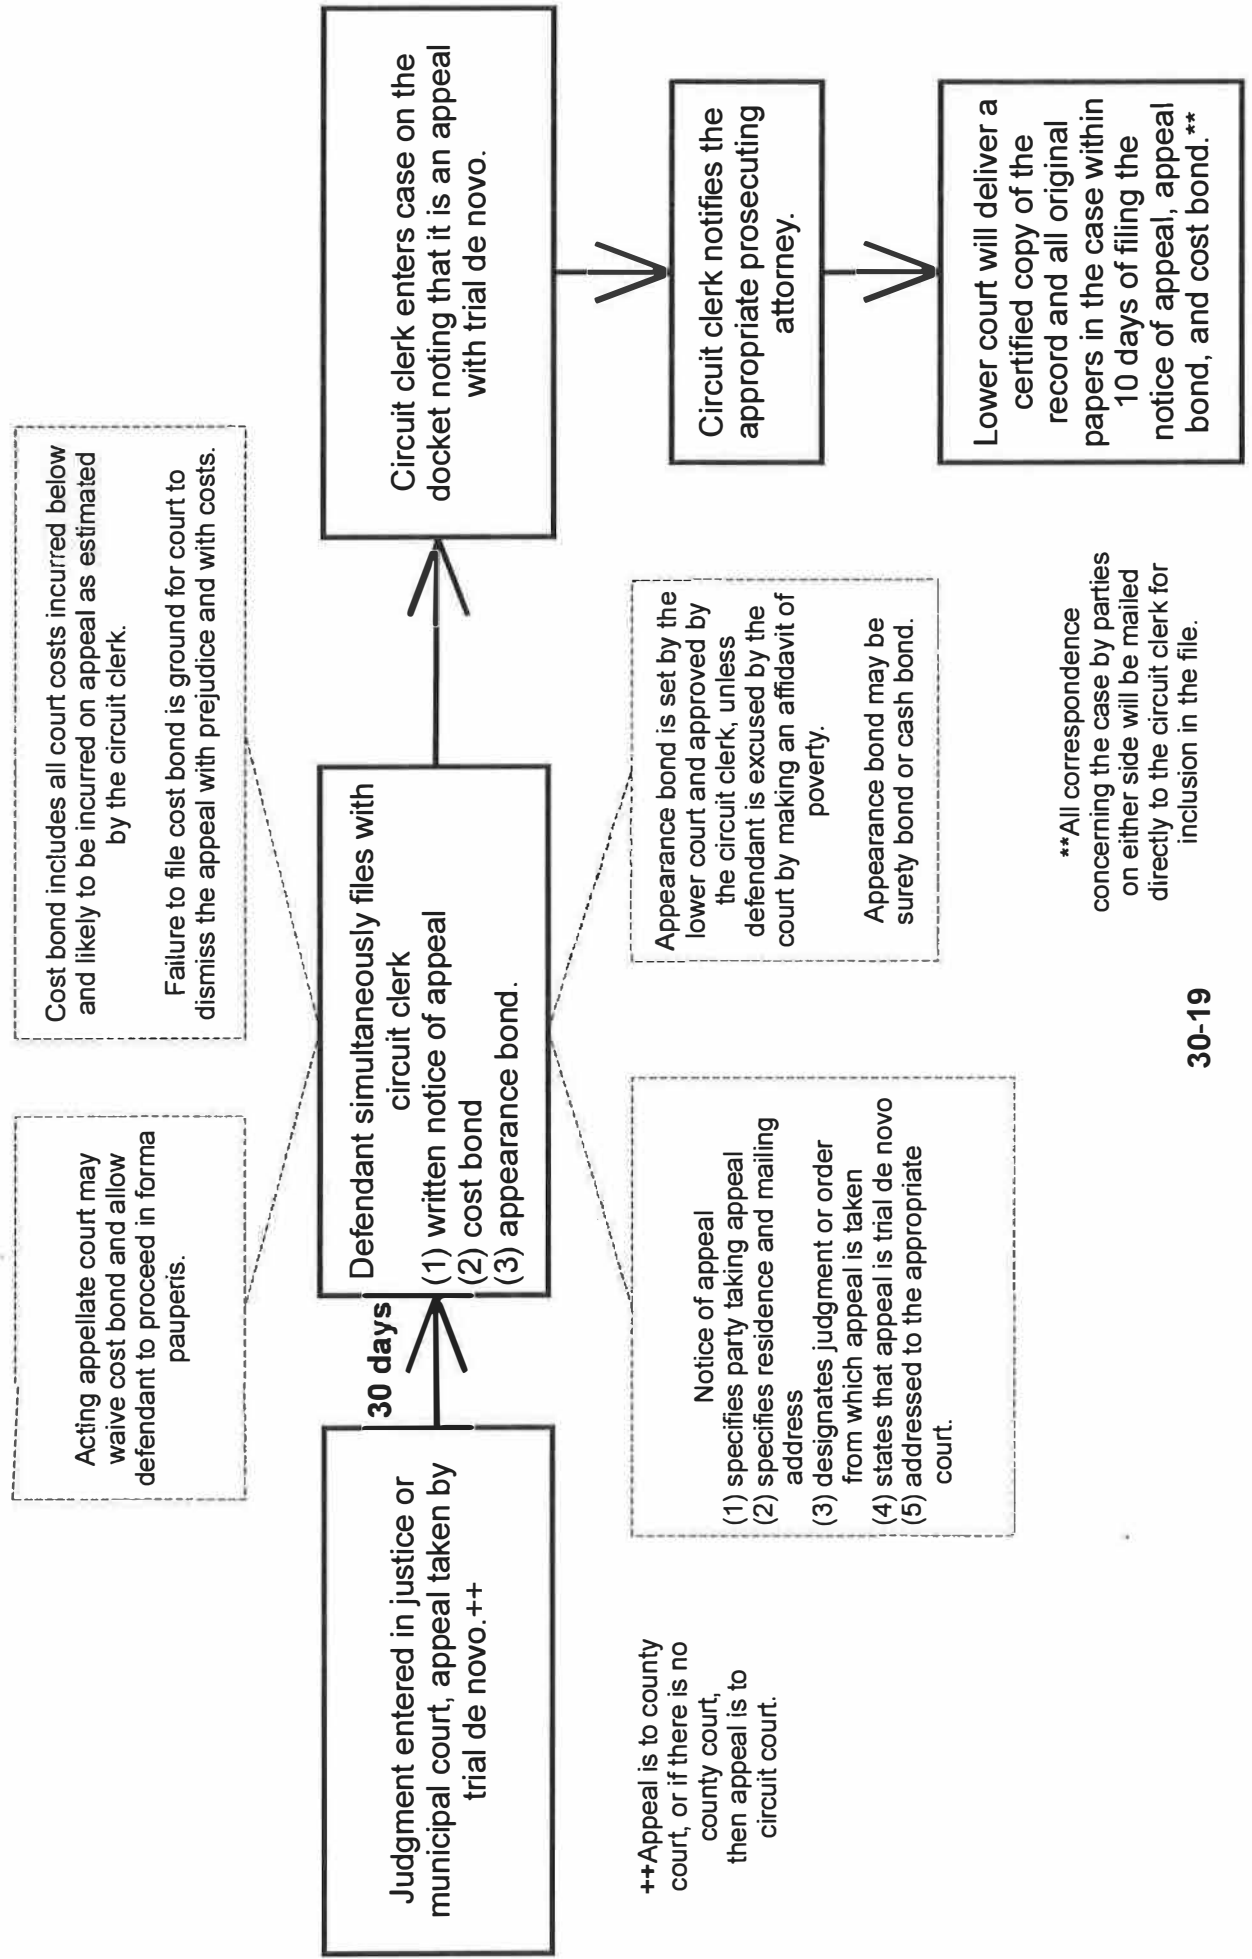 Acting appellate court may
waive cost bond and allow
defendant to proceed in forma
pauperis.
Cost bond includes all court costs incurred below
and likely to be incurred on appeal as estimated
by the circuit clerk.
Failure to file cost bond is ground for court to
dismiss the appeal with prejudice and with costs.
Judgment entered in justice or
municipal court, appeal taken by
trial de novo.++
30 days
Defendant simultaneously files with
circuit clerk
(1) written notice of appeal
(2) cost bond
(3) appearance bond.
Circuit clerk enters case on the
docket noting that it is an appeal
with trial de novo.
++Appeal is to county
court, or if there is no
county court,
then appeal is to
circuit court.
Notice of appeal
(1) specifies party taking appeal
(2) specifies residence and mailing
address
(3) designates judgment or order
from which appeal is taken
(4) states that appeal is trial de novo
(5) addressed to the appropriate
court.
Appearance bond is set by the
lower court and approved by
the circuit clerk, unless
defendant is excused by the
court by making an affidavit of
poverty.
Appearance bond may be
surety bond or cash bond.
Circuit clerk notifies the
appropriate prosecuting
attorney.
Lower court will deliver a
certified copy of the
record and all original
papers in the case within
10 days of filing the
notice of appeal, appeal
bond, and cost bond.**
**All correspondence
concerning the case by parties
on either side will be mailed
directly to the circuit clerk for
inclusion in the file.
30-19